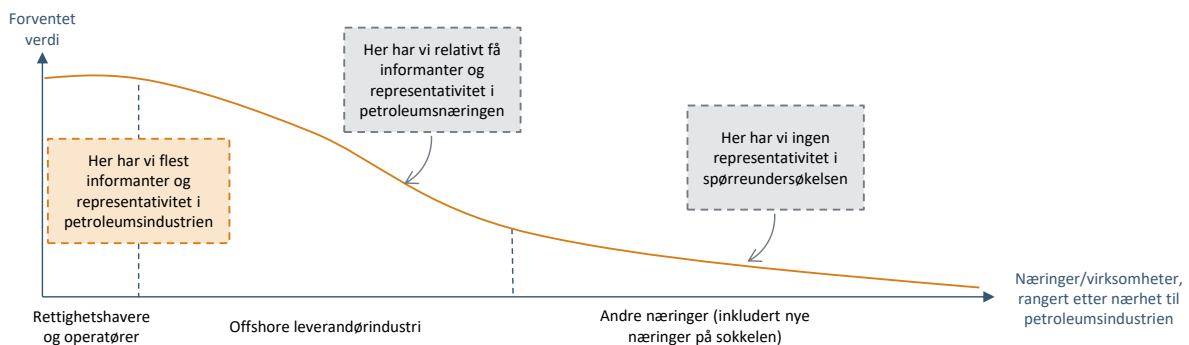 Forventet
verdi
Her har vi flest
informanter og
representativitet i
petroleumsindustrien
Her har vi relativt få
informanter og
representativitet i
petroleumsnæringen
Her har vi ingen
representativitet i
spørreundersøkelsen
Næringer/virksomheter,
rangert etter nærhet til
petroleumsindustrien
Rettighetshavere
og operatører
Offshore leverandørindustri
Andre næringer (inkludert nye
næringer på sokkelen)